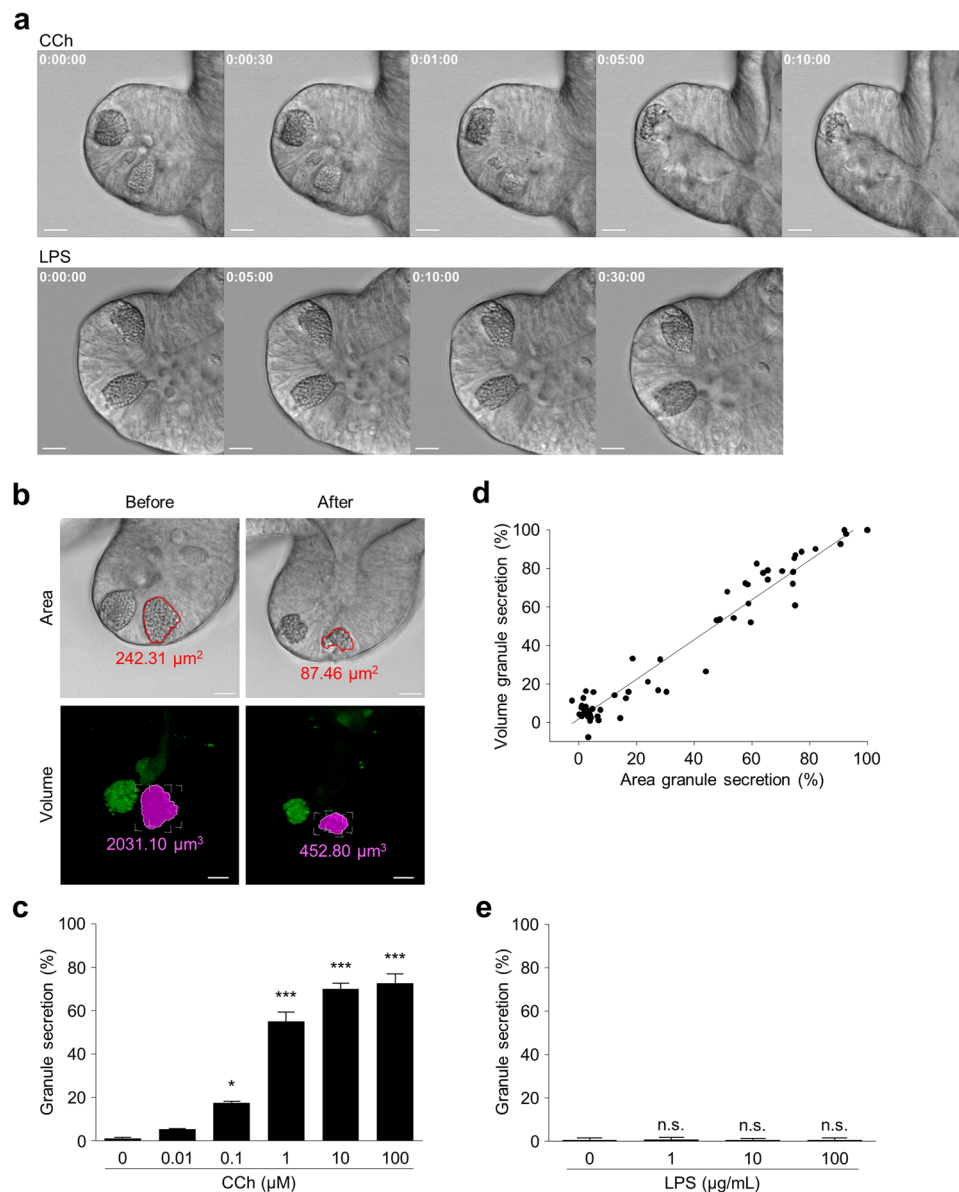 a
CCh
0:00:00 0:00:30 0:01:00 0:05:00 0:10:00
LPS
0:00:00 0:05:00 0:10:00 0:30:00
b
Before After
Area
242.31 µm²
87.46 µm²
Volume
2031.10 µm³
452.80 µm³
d
Volume granule secretion (%)
100
80
60
40
20
0
0 20 40 60 80 100
Area granule secretion (%)
c
Granule secretion (%)
100
80
60
40
20
0
* *** *** ***
0 0.01 0.1 1 10 100
CCh (µM)
e
Granule secretion (%)
100
80
60
40
20
0
n.s. n.s. n.s.
0 1 10 100
LPS (µg/mL)